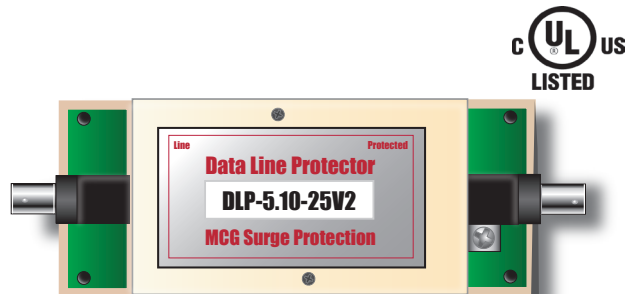 C UL® US
LISTED
Line Protected
Data Line Protector
DLP-5.10-25V2
MCG Surge Protection